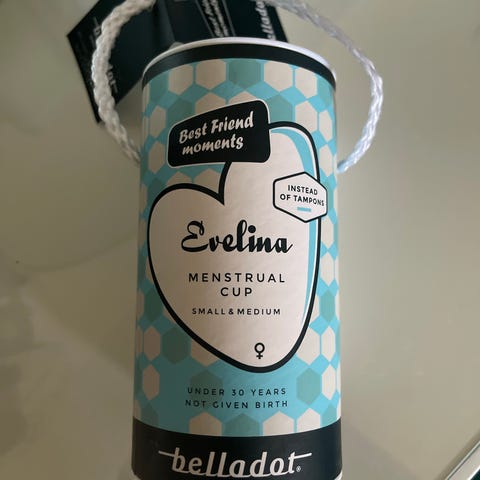 Best Friend
moments
INSTEAD
OF TAMPONS
Evelina
MENSTRUAL
CUP
SMALL & MEDIUM
UNDER 30 YEARS
NOT GIVEN BIRTH
belladot®